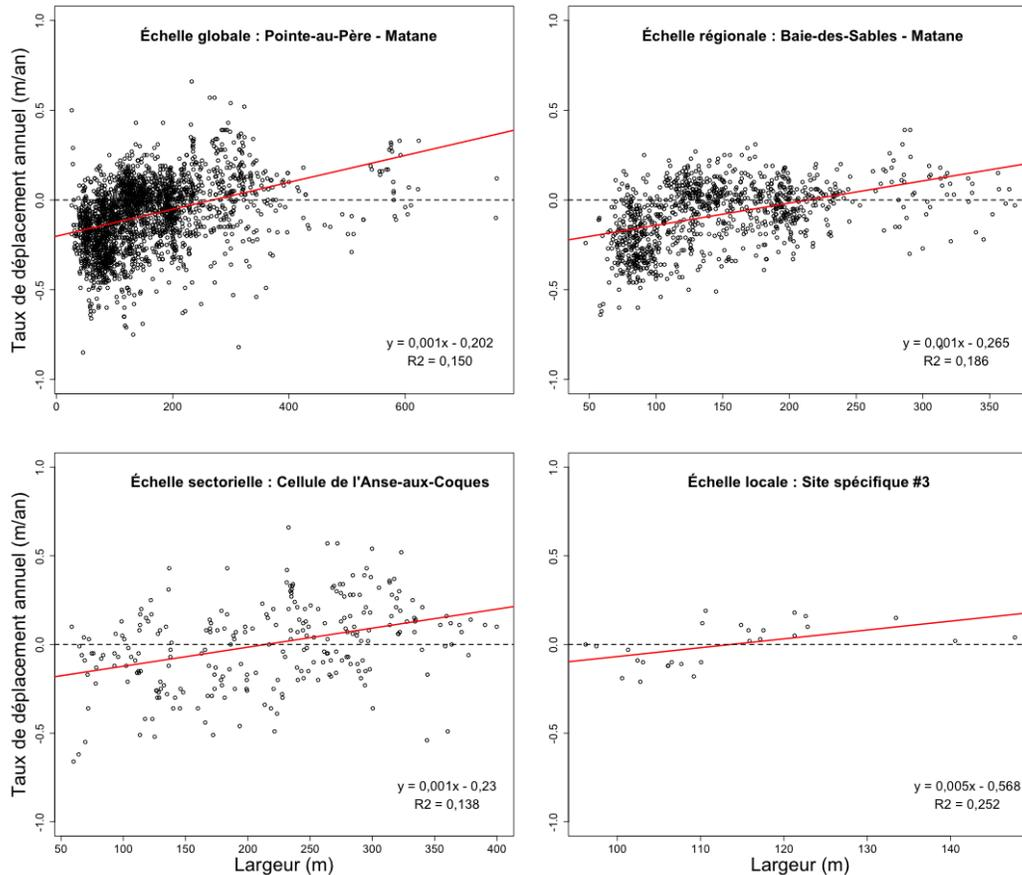 Échelle globale : Pointe-au-Père - Matane
Taux de déplacement annuel (m/an)
1.0
0.5
0.0
-0.5
-1.0
y = 0,001x - 0,202
R2 = 0,150
0
200
400
600
Échelle régionale : Baie-des-Sables - Matane
1.0
0.5
0.0
-0.5
-1.0
y = 0,001x - 0,265
R2 = 0,186
50
100
150
200
250
300
350
Échelle sectorielle : Cellule de l'Anse-aux-Coques
Taux de déplacement annuel (m/an)
1.0
0.5
0.0
-0.5
-1.0
y = 0,001x - 0,23
R2 = 0,138
50
100
150
200
250
300
350
400
Largeur (m)
Échelle locale : Site spécifique #3
1.0
0.5
0.0
-0.5
-1.0
y = 0,005x - 0,568
R2 = 0,252
100
110
120
130
140
Largeur (m)